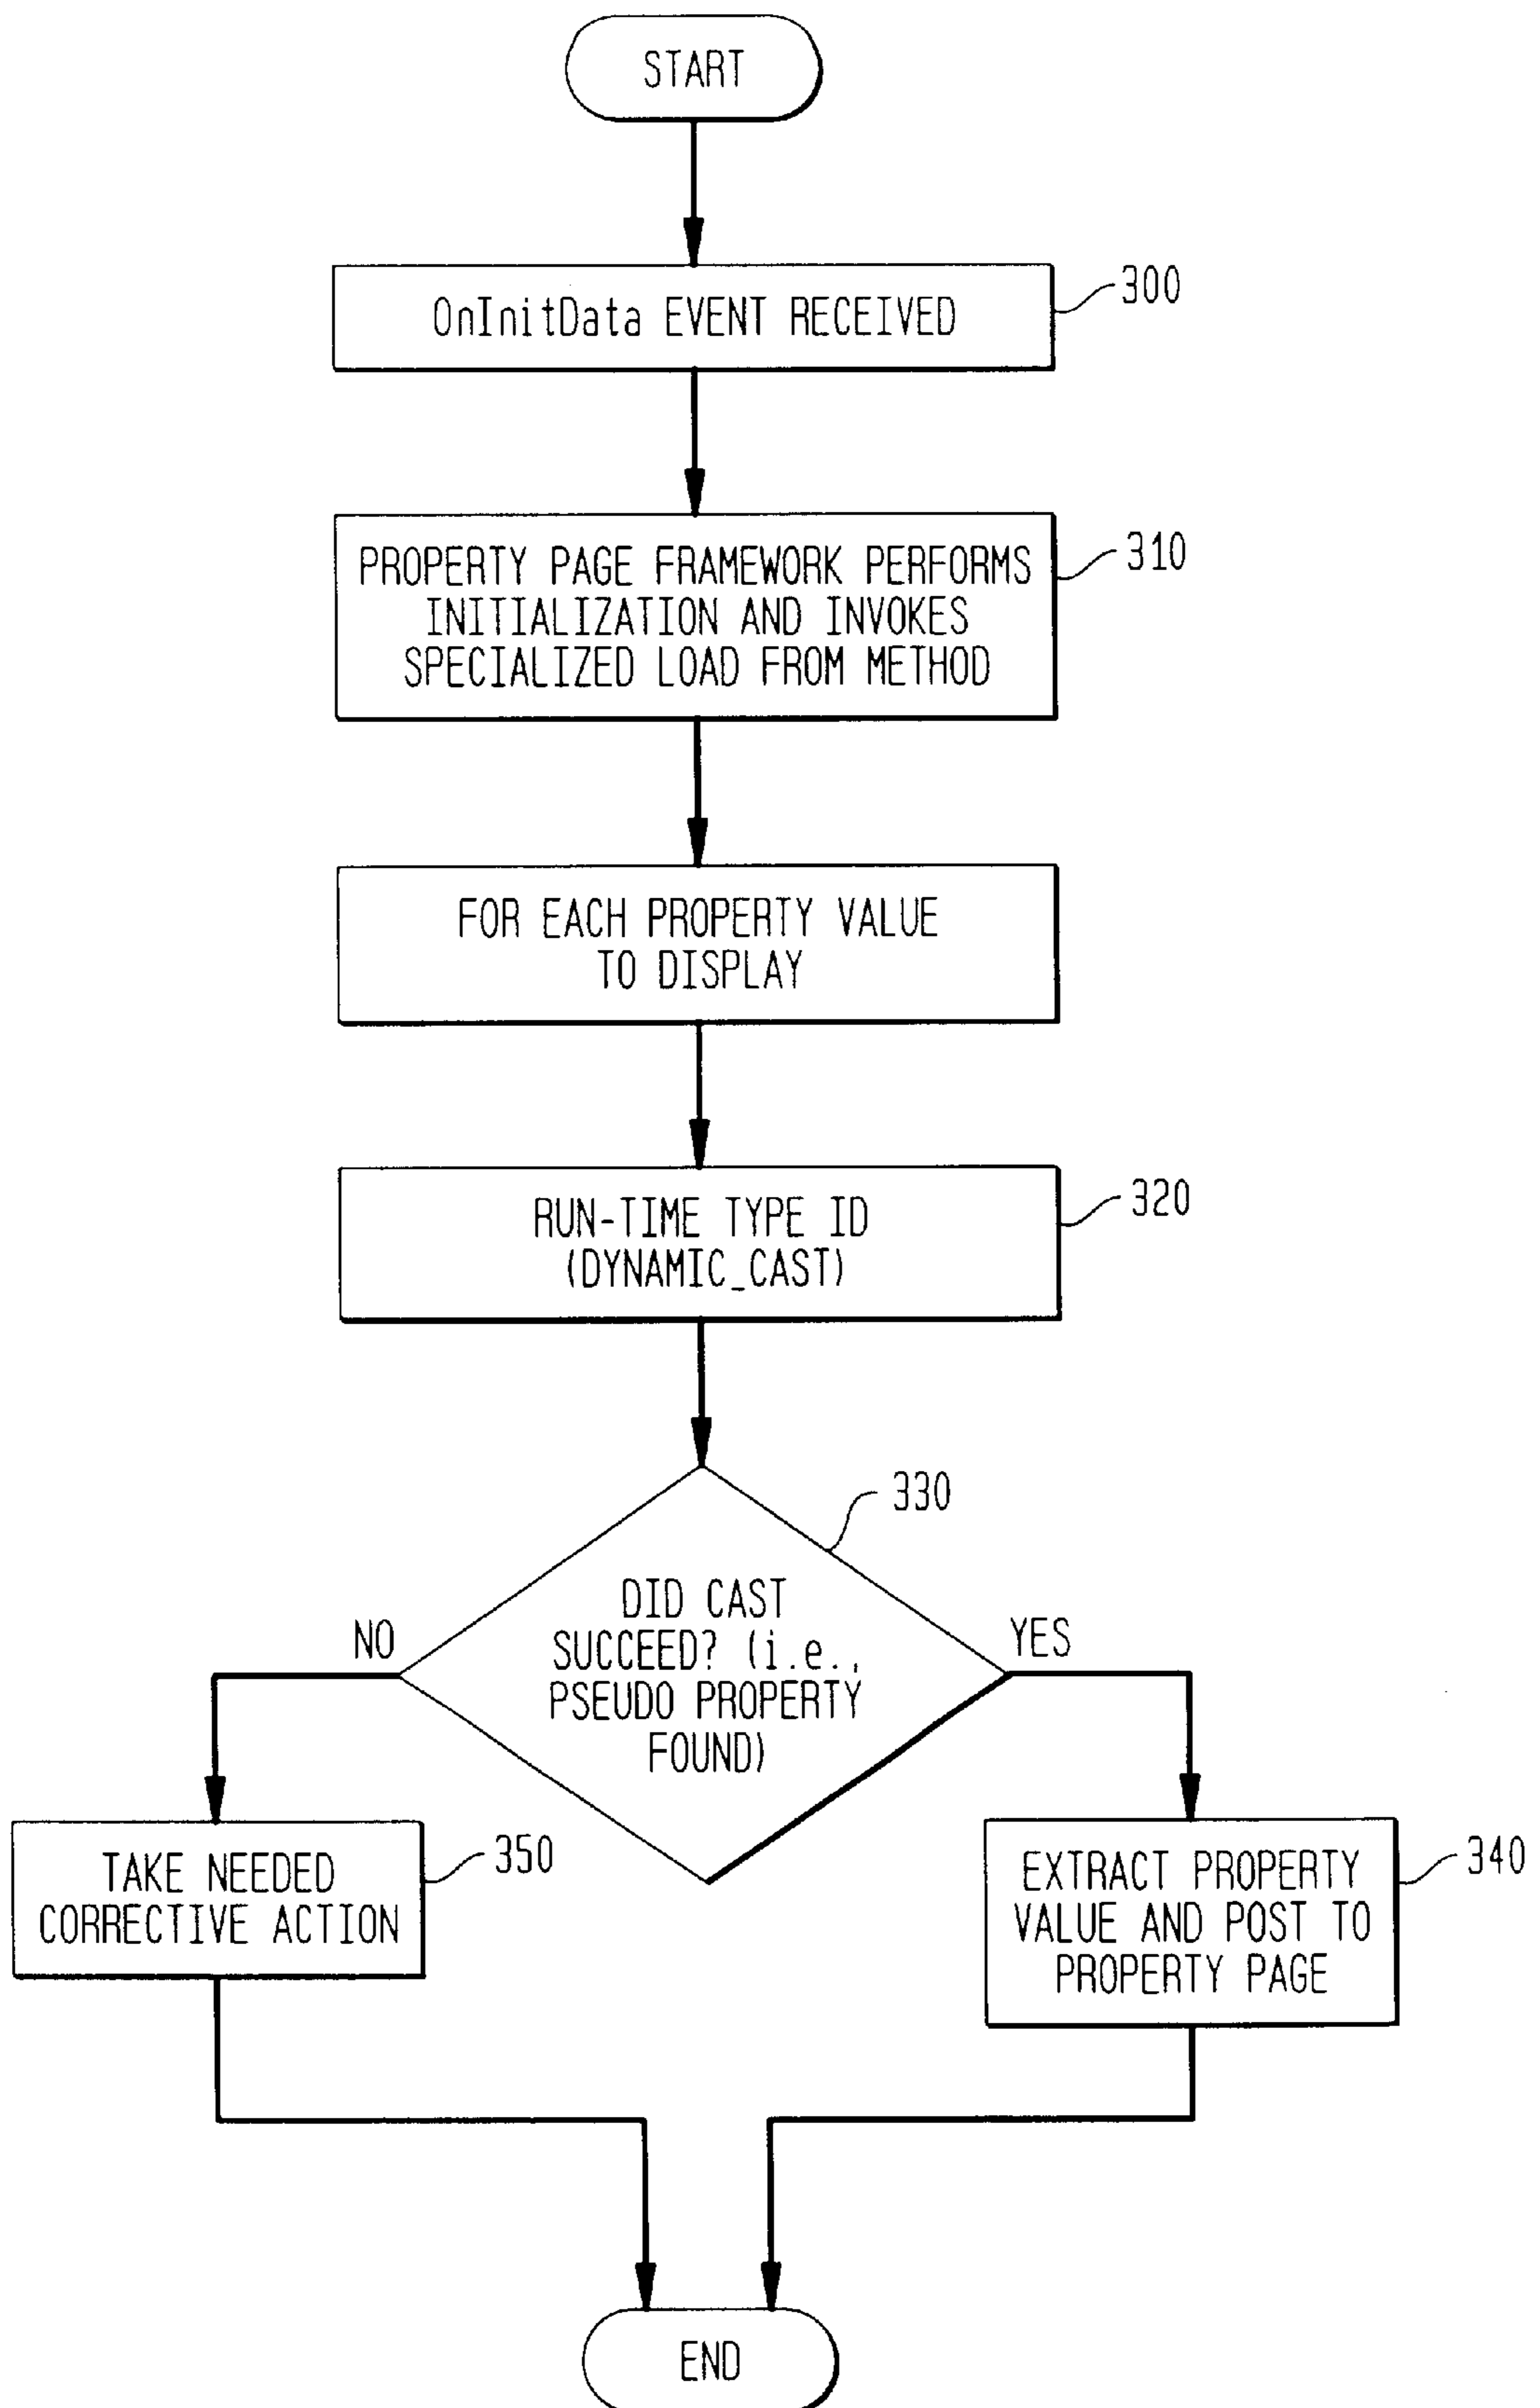 START
OnInitData EVENT RECEIVED
300
PROPERTY PAGE FRAMEWORK PERFORMS
INITIALIZATION AND INVOKES
SPECIALIZED LOAD FROM METHOD
310
FOR EACH PROPERTY VALUE
TO DISPLAY
RUN-TIME TYPE ID
(DYNAMIC_CAST)
320
330
DID CAST
SUCCEED? (i.e.,
PSEUDO PROPERTY
FOUND)
NO
YES
TAKE NEEDED
CORRECTIVE ACTION
350
EXTRACT PROPERTY
VALUE AND POST TO
PROPERTY PAGE
340
END